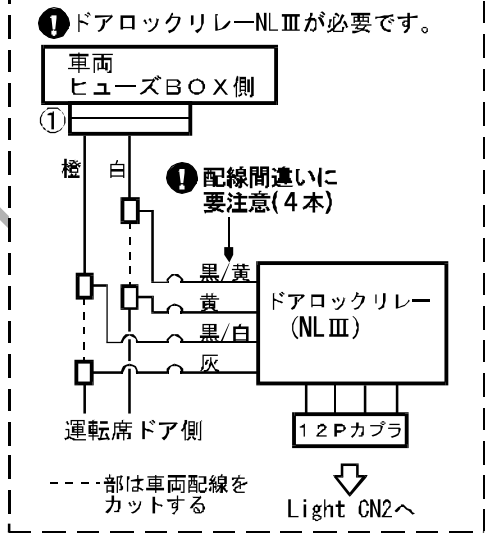 !ドアロックリレーNLⅢが必要です。
車両
ヒューズBOX側
①
橙 白
!配線間違いに
要注意(4本)
黒/黄
黄
黒/白
灰
ドアロックリレー
(NLⅢ)
運転席ドア側
12Pカプラ
----部は車両配線を
カットする
Light CN2へ